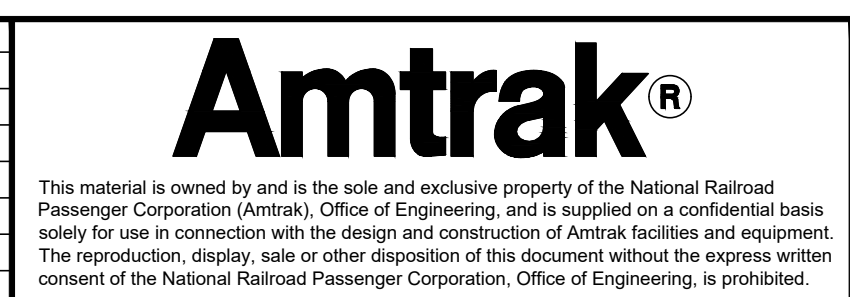 Amtrak®
This material is owned by and is the sole and exclusive property of the National Railroad
Passenger Corporation (Amtrak), Office of Engineering, and is supplied on a confidential basis
solely for use in connection with the design and construction of Amtrak facilities and equipment.
The reproduction, display, sale or other disposition of this document without the express written
consent of the National Railroad Passenger Corporation, Office of Engineering, is prohibited.